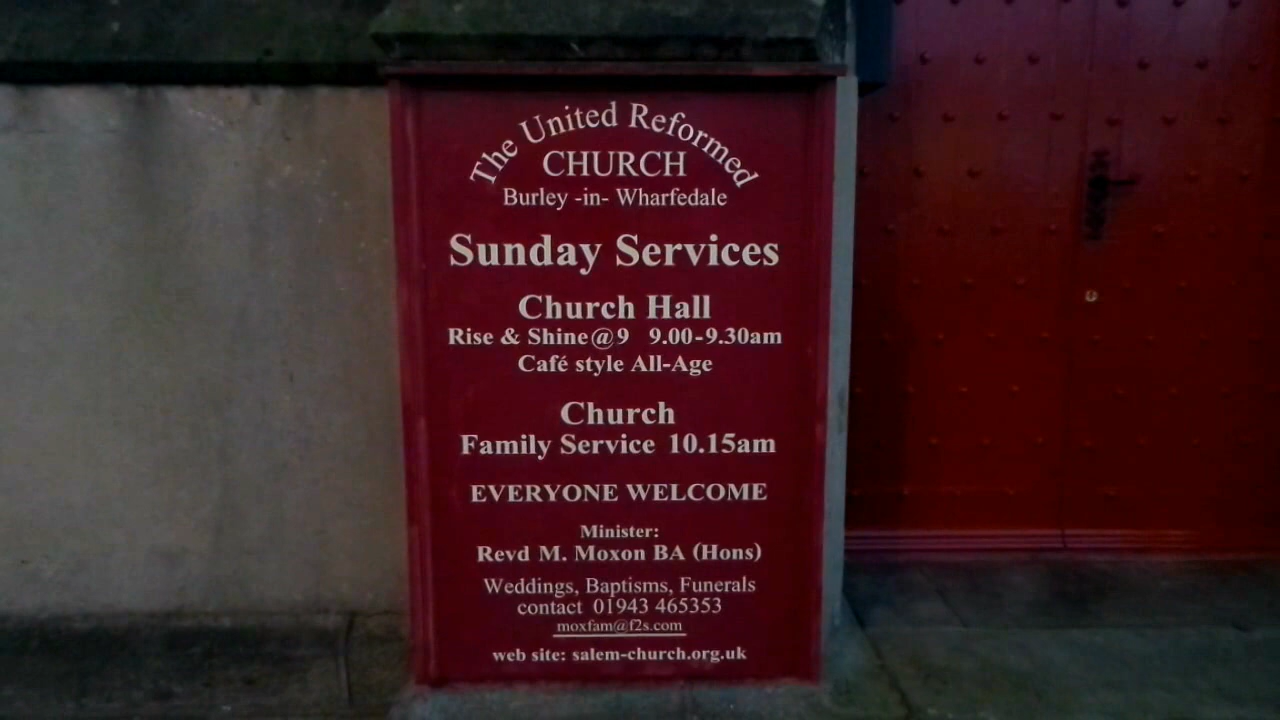 The United Reformed
CHURCH
Burley -in- Wharfedale
Sunday Services
Church Hall
Rise & Shine@9 9.00-9.30am
Café style All-Age
Church
Family Service 10.15am
EVERYONE WELCOME
Minister:
Revd M. Moxon BA (Hons)
Weddings, Baptisms, Funerals
contact 01943 465353
moxfam@f2s.com
web site: salem-church.org.uk